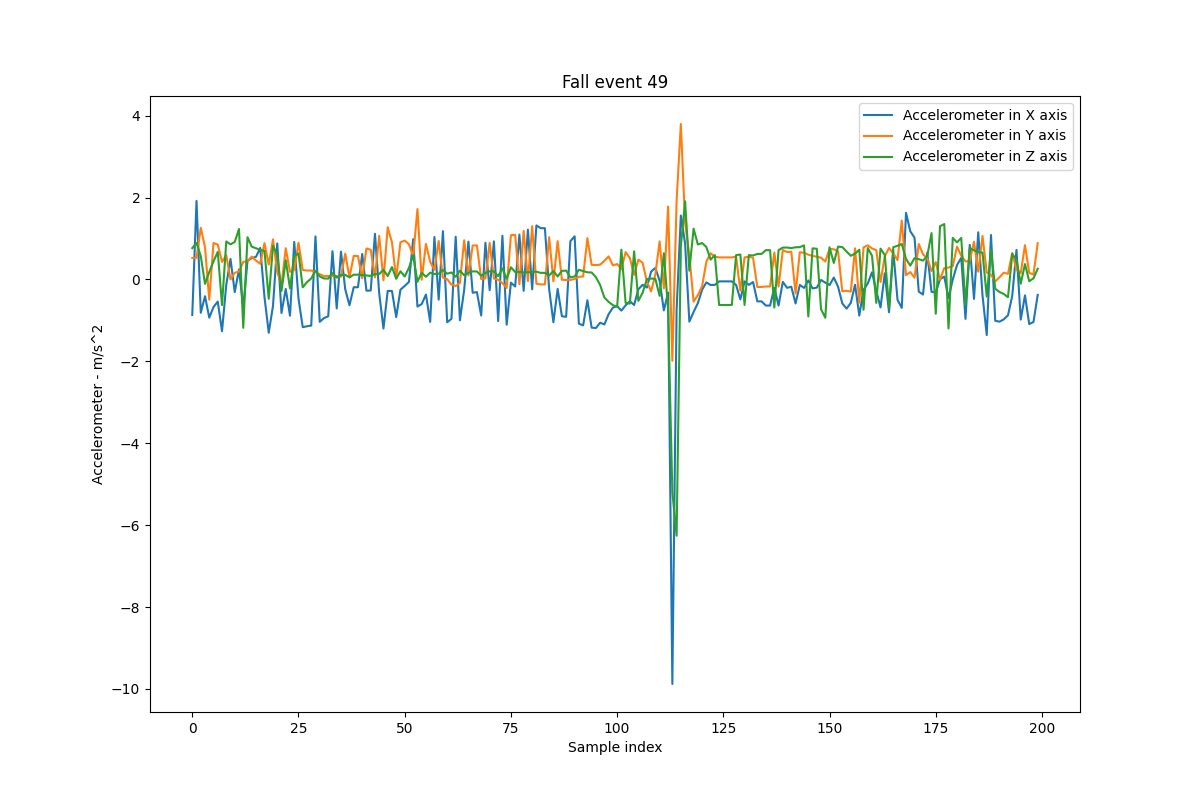 Fall event 49
Accelerometer in X axis
Accelerometer in Y axis
Accelerometer in Z axis
4
2
0
−2
−4
−6
−8
−10
Accelerometer - m/s^2
0 25 50 75 100 125 150 175 200
Sample index